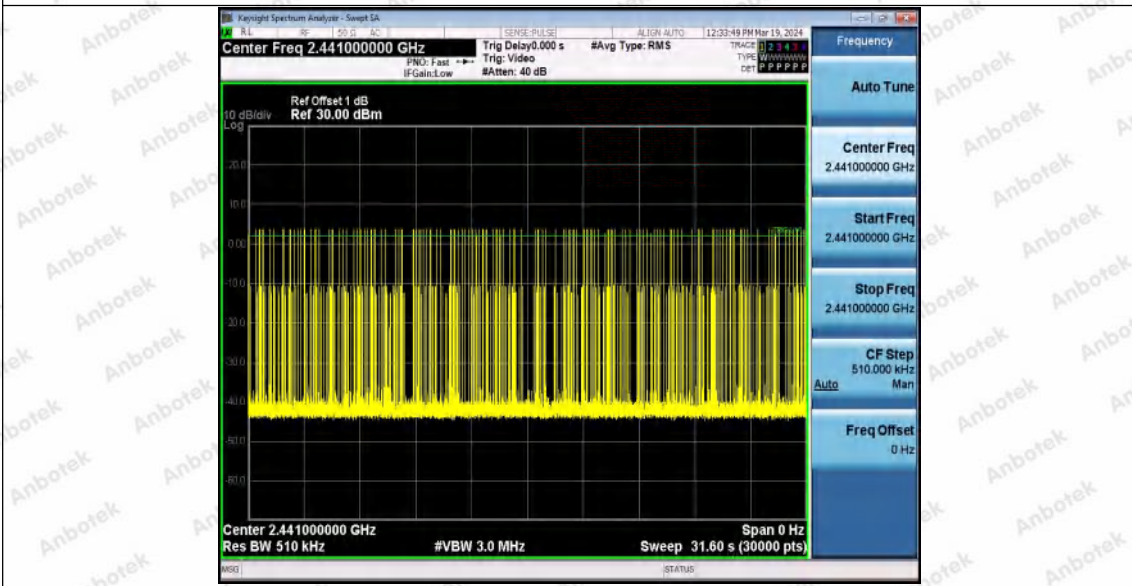 Keysight Spectrum Analyzer - Swept SA
RL RF 50 Ω AC SENSE:PULSE ALIGN AUTO 12:33:49 PM Mar 19, 2024
Center Freq 2.441000000 GHz
PNO: Fast
IFGain:Low
Trig Delay0.000 s
Trig: Video
#Atten: 40 dB
#Avg Type: RMS
TRACE 1 2 3 4 5 6
TYPE
DET P P P P P P
Frequency
Ref Offset 1 dB
10 dB/div Ref 30.00 dBm
Log
20.0
10.0
0.00
-10.0
-20.0
-30.0
-40.0
-50.0
-60.0
Center 2.441000000 GHz Span 0 Hz
Res BW 510 kHz #VBW 3.0 MHz Sweep 31.60 s (30000 pts)
MSG STATUS
Auto Tune
Center Freq
2.441000000 GHz
Start Freq
2.441000000 GHz
Stop Freq
2.441000000 GHz
CF Step
510.000 kHz
Auto Man
Freq Offset
0 Hz
Anbotek